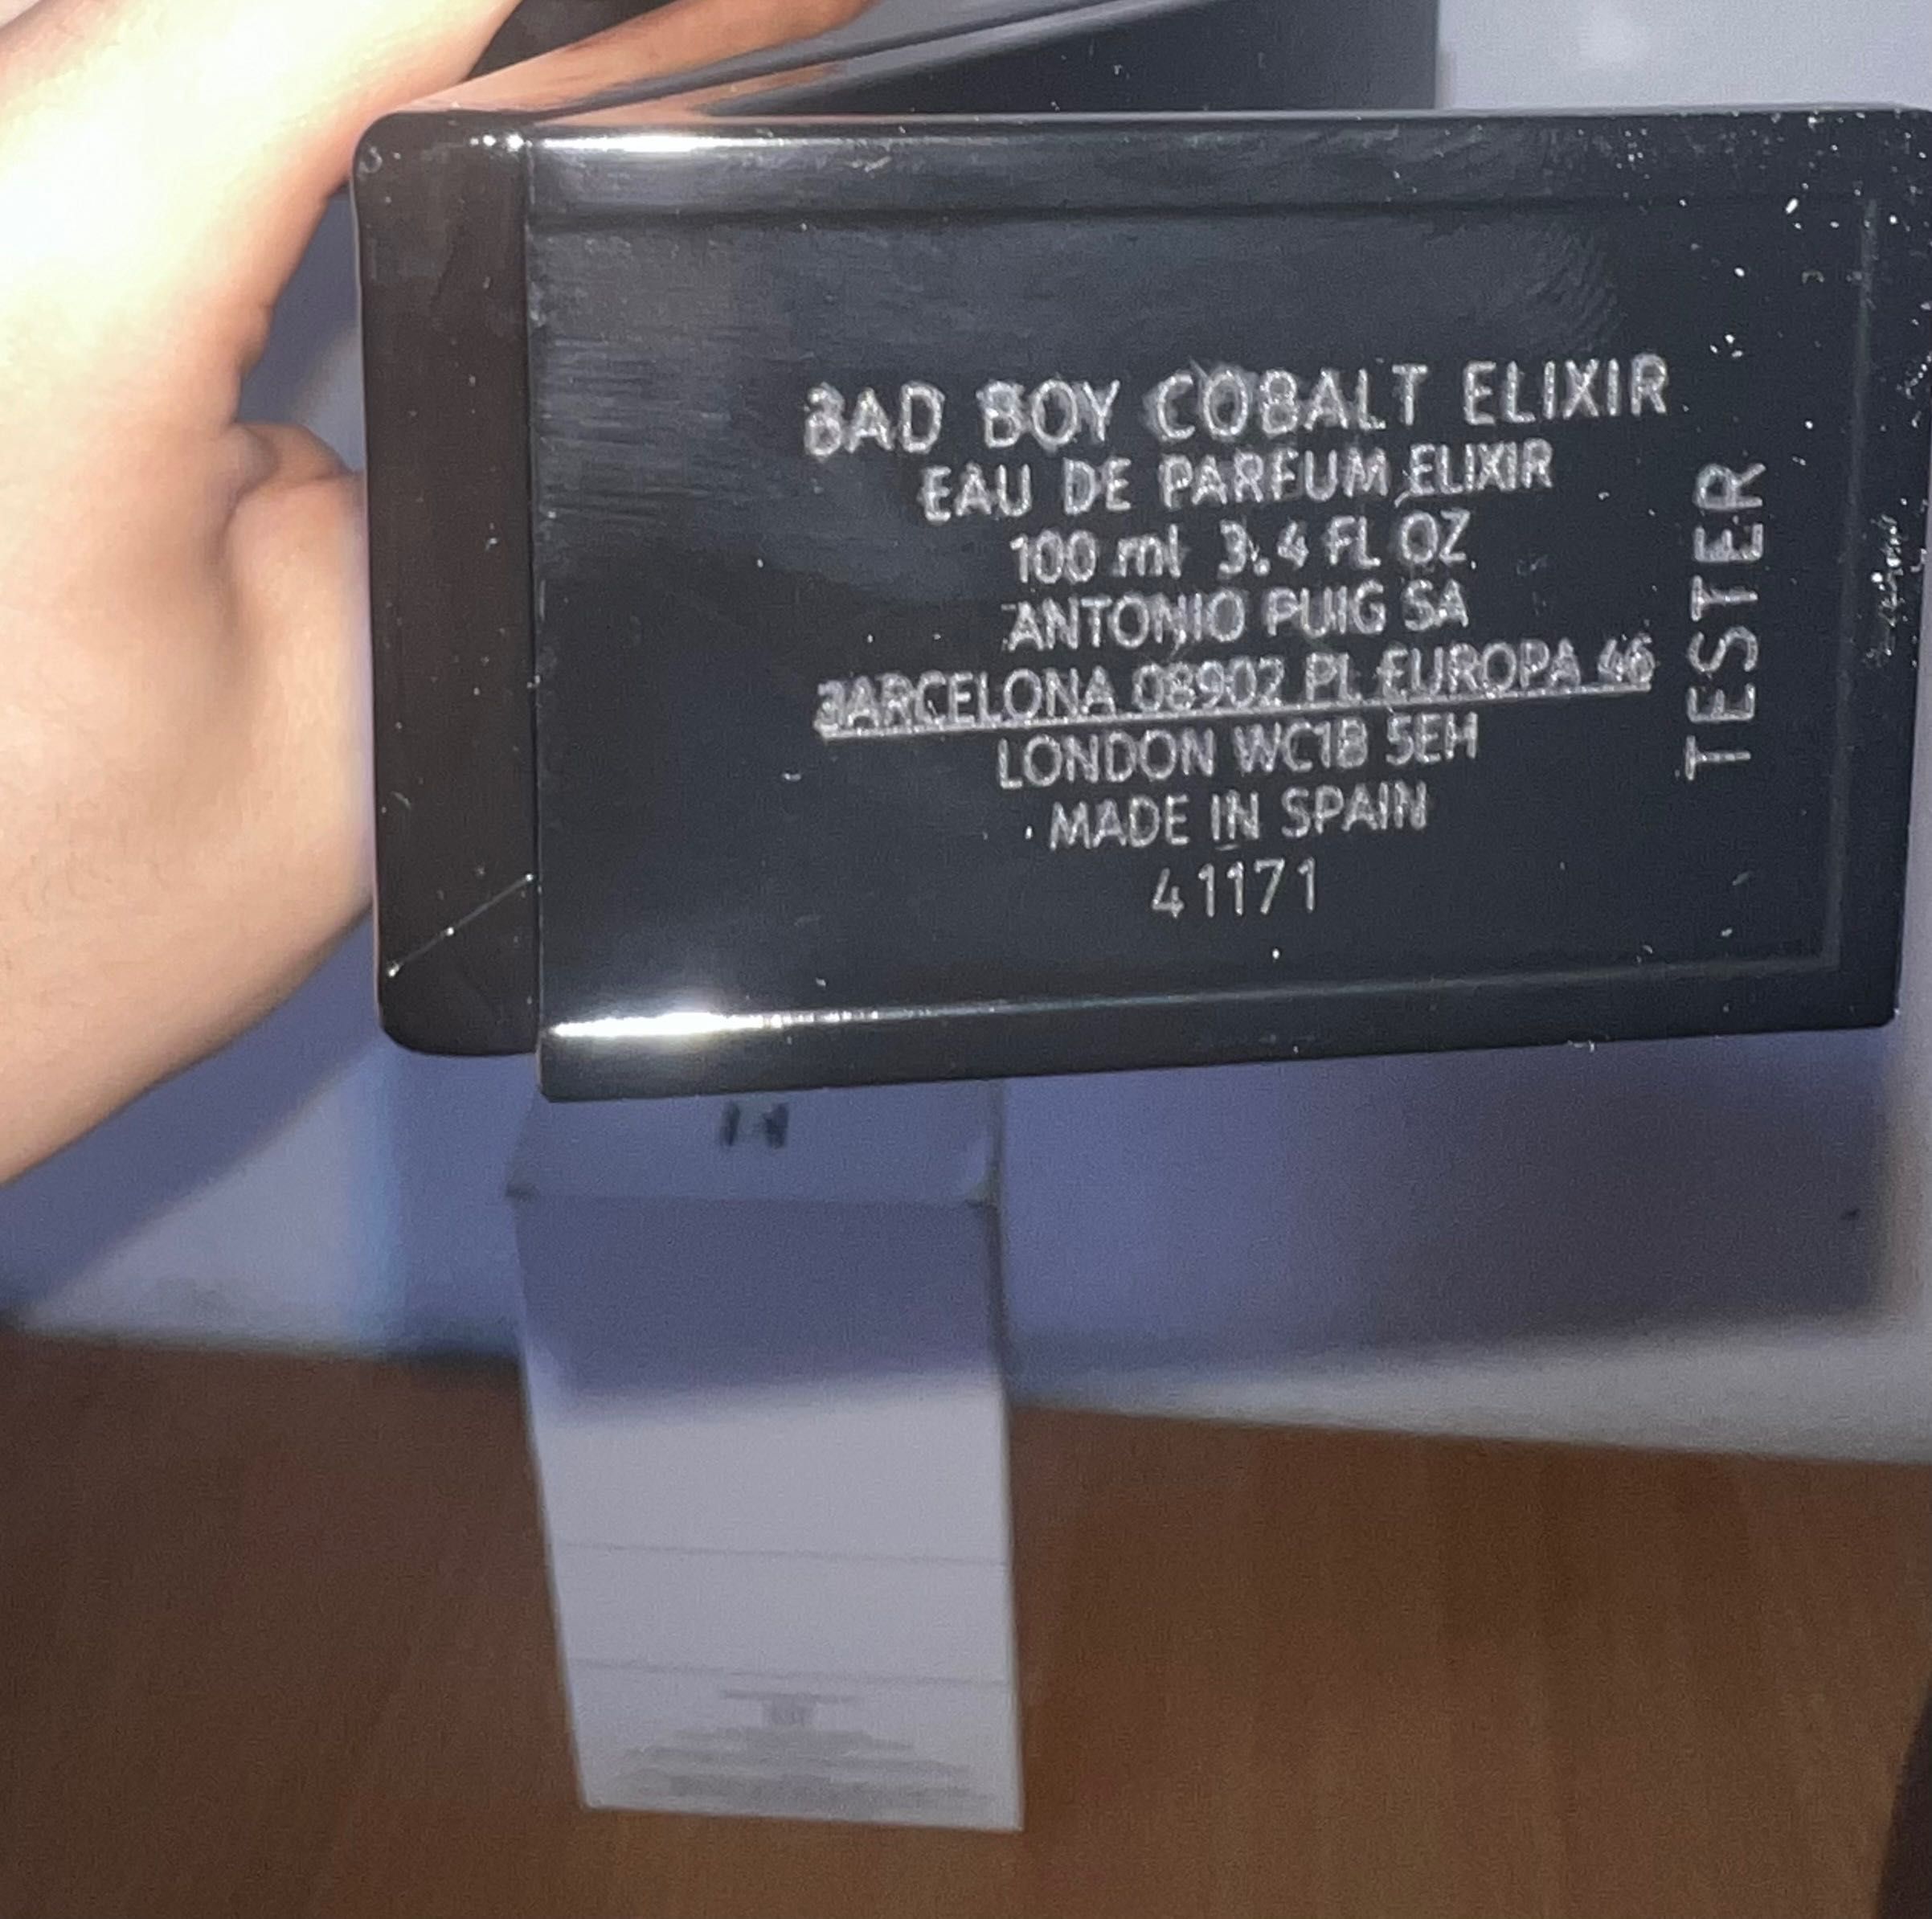 BAD BOY COBALT ELIXIR
EAU DE PARFUM ELIXIR
100 ml 3.4 FL OZ
ANTONIO PUIG SA
BARCELONA 08902 PL EUROPA 46
LONDON WC1B 5EH
MADE IN SPAIN
41171
TESTER